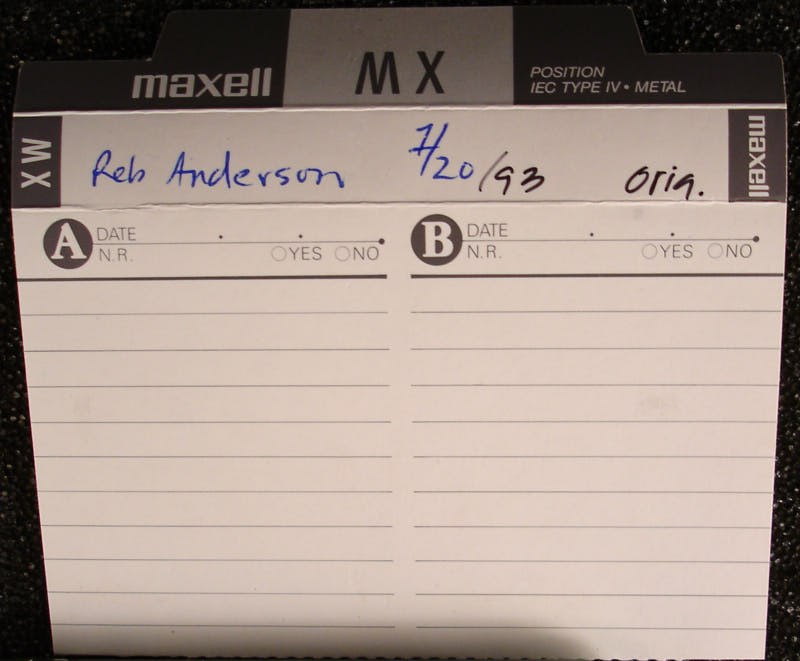 maxell MX POSITION
IEC TYPE IV • METAL
MX Reb Anderson 7/20/93 Orig. maxell
A DATE
N.R. YES NO
B DATE
N.R. YES NO